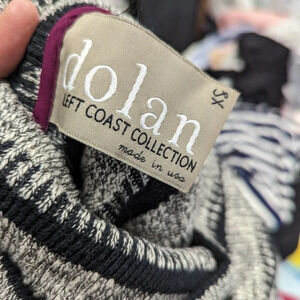 dolan
LEFT COAST COLLECTION
made in usa
XS